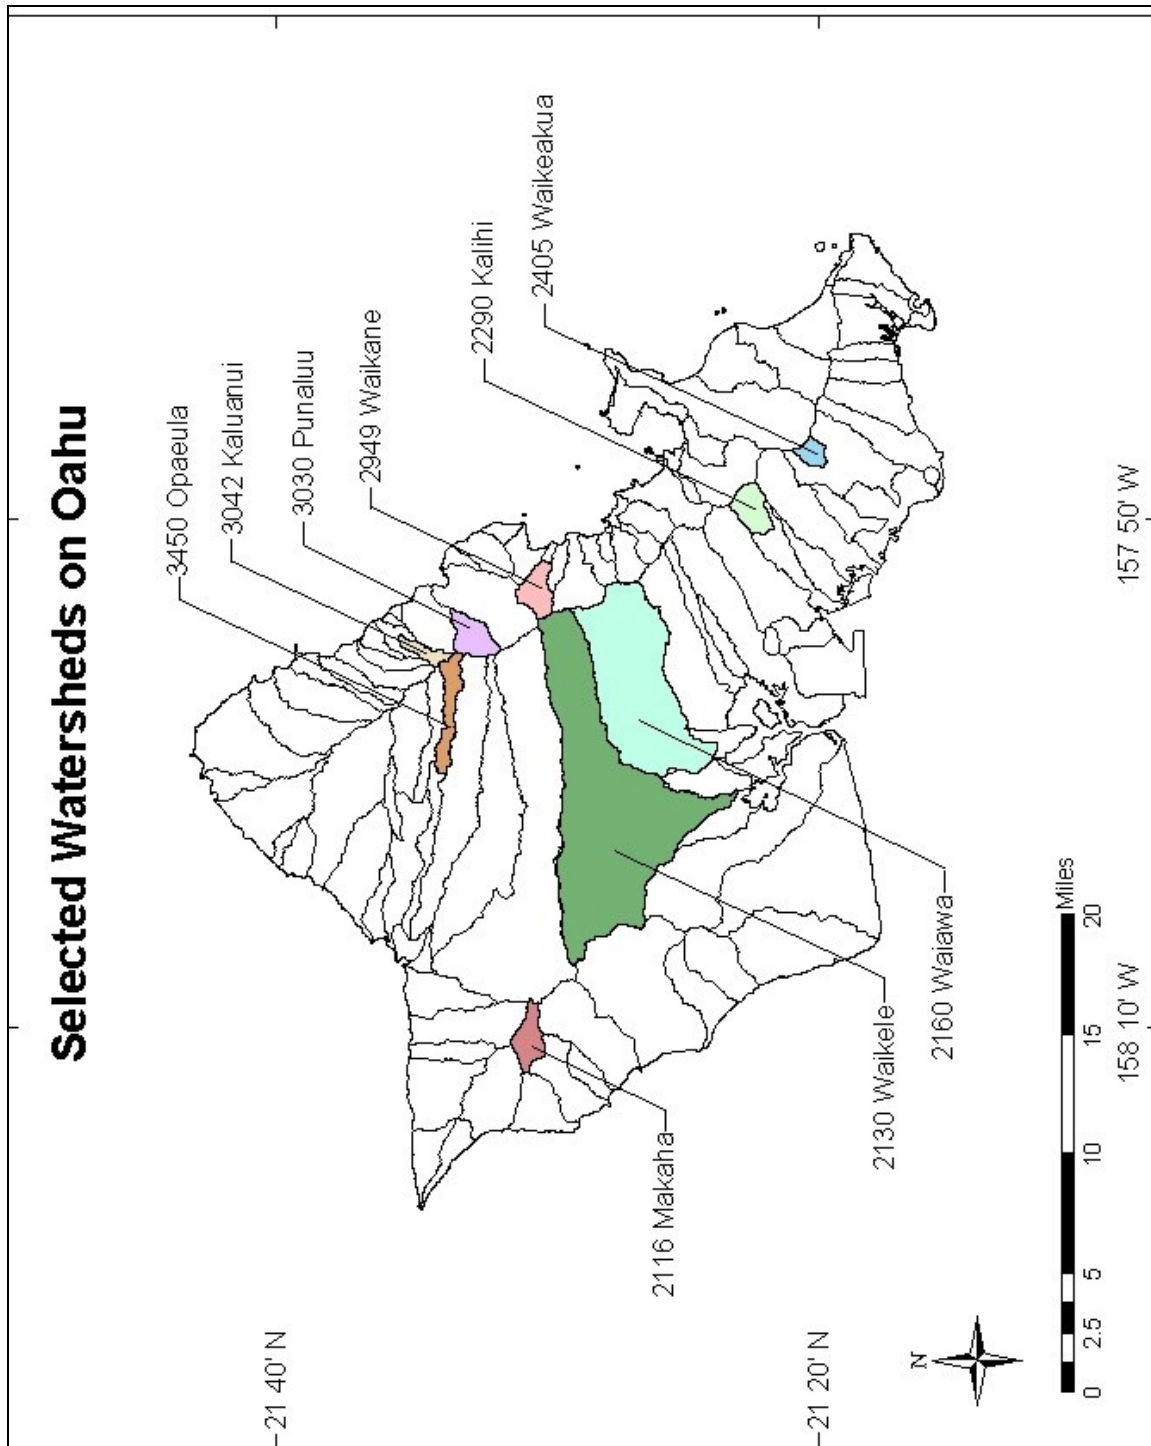 Selected Watersheds on Oahu
3450 Opaeula
3042 Kaluanui
3030 Punaluu
2949 Waikane
2290 Kalihi
2405 Waikeakua
2116 Makaha
2130 Waikele
2160 Waiawa
21 40' N
21 20' N
N
0 2.5 5 10 15 20 Miles
158 10' W
157 50' W